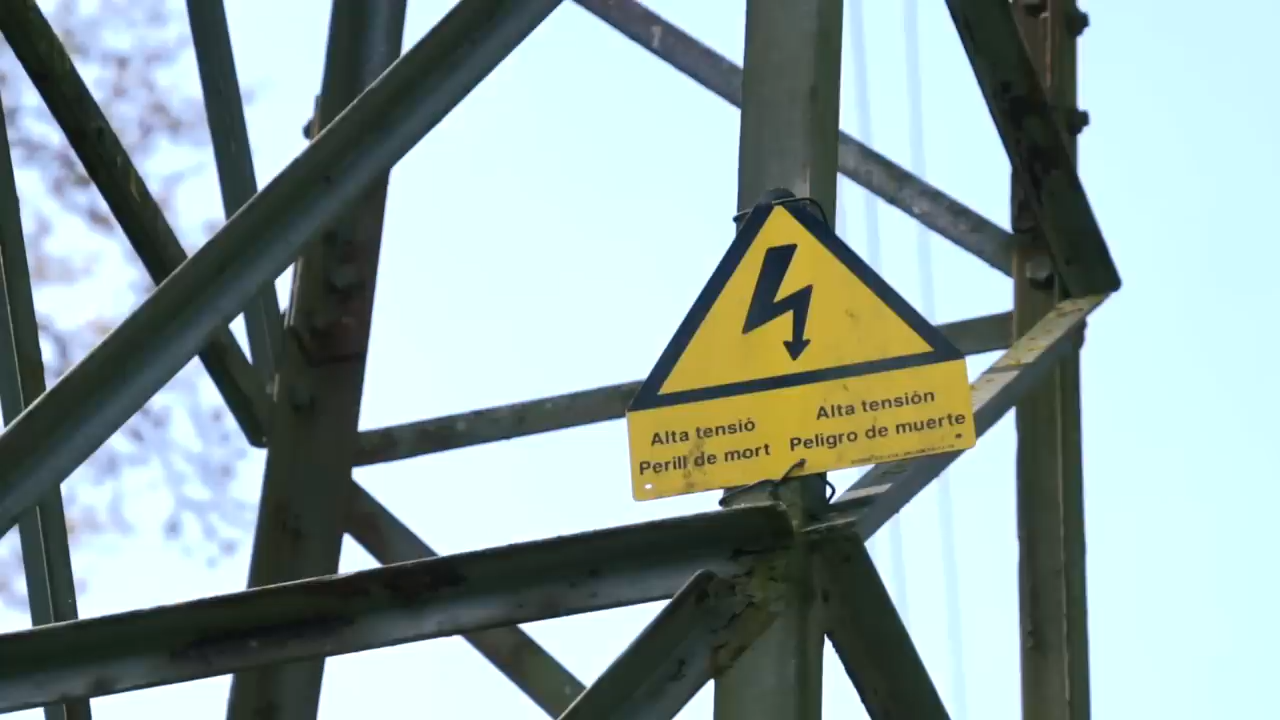 Alta tensió
Perill de mort
Alta tensión
Peligro de muerte